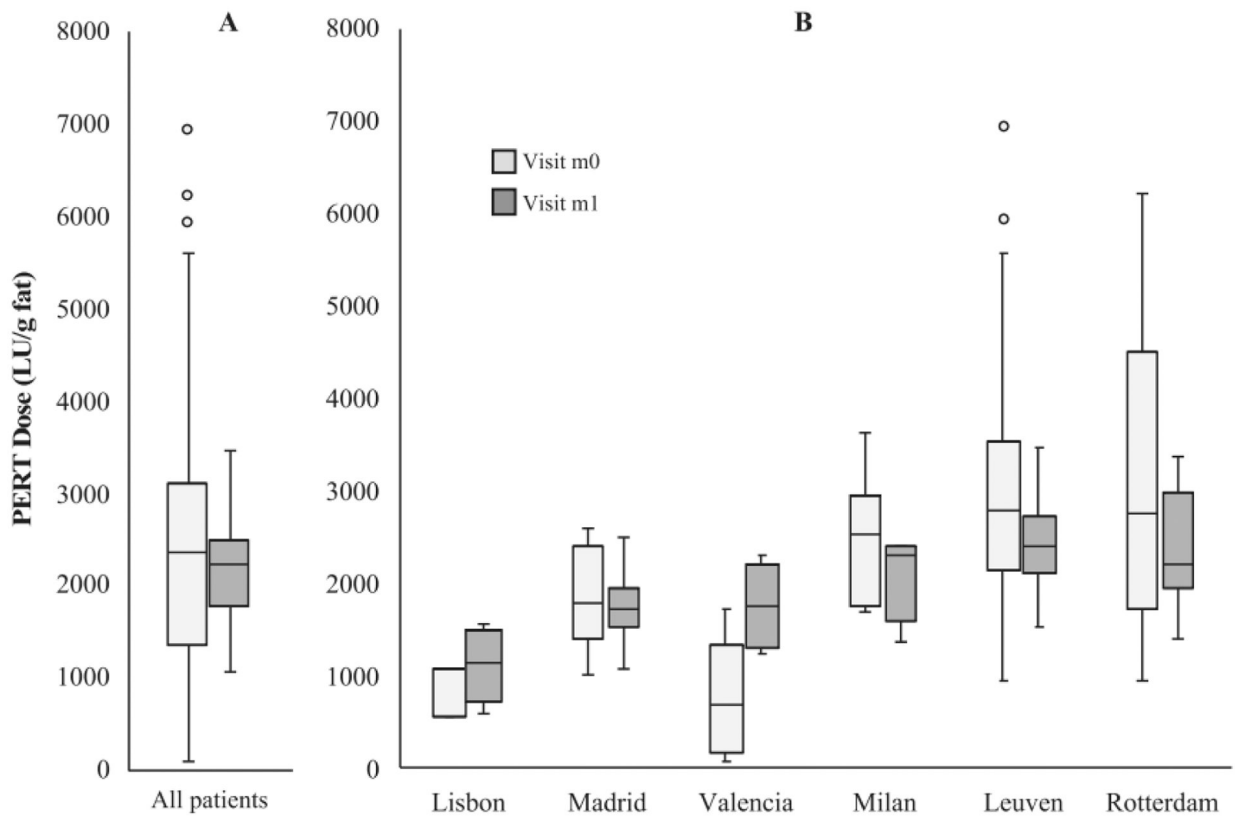 A
B
8000
7000
6000
5000
4000
3000
2000
1000
0
PERT Dose (LU/g fat)
All patients
8000
7000
6000
5000
4000
3000
2000
1000
0
Visit m0
Visit m1
Lisbon
Madrid
Valencia
Milan
Leuven
Rotterdam